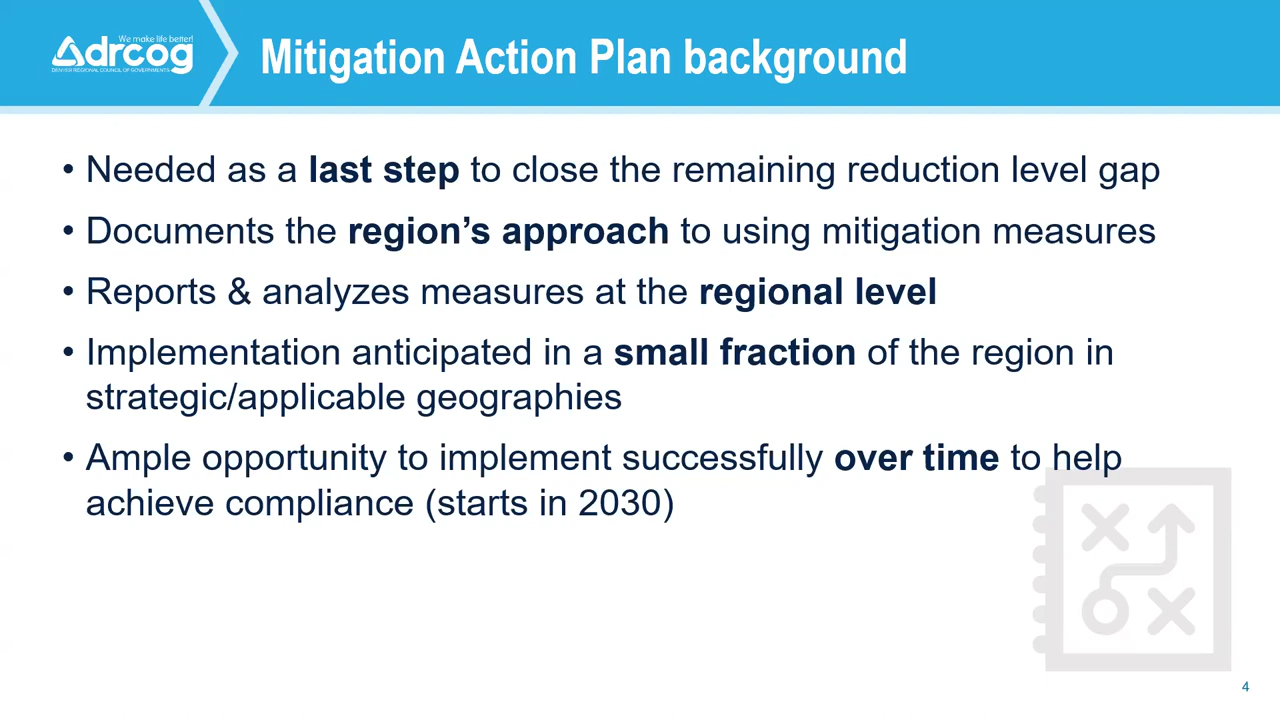 We make life better!
drcog
DENVER REGIONAL COUNCIL OF GOVERNMENTS
Mitigation Action Plan background
• Needed as a last step to close the remaining reduction level gap
• Documents the region’s approach to using mitigation measures
• Reports & analyzes measures at the regional level
• Implementation anticipated in a small fraction of the region in
strategic/applicable geographies
• Ample opportunity to implement successfully over time to help
achieve compliance (starts in 2030)
4